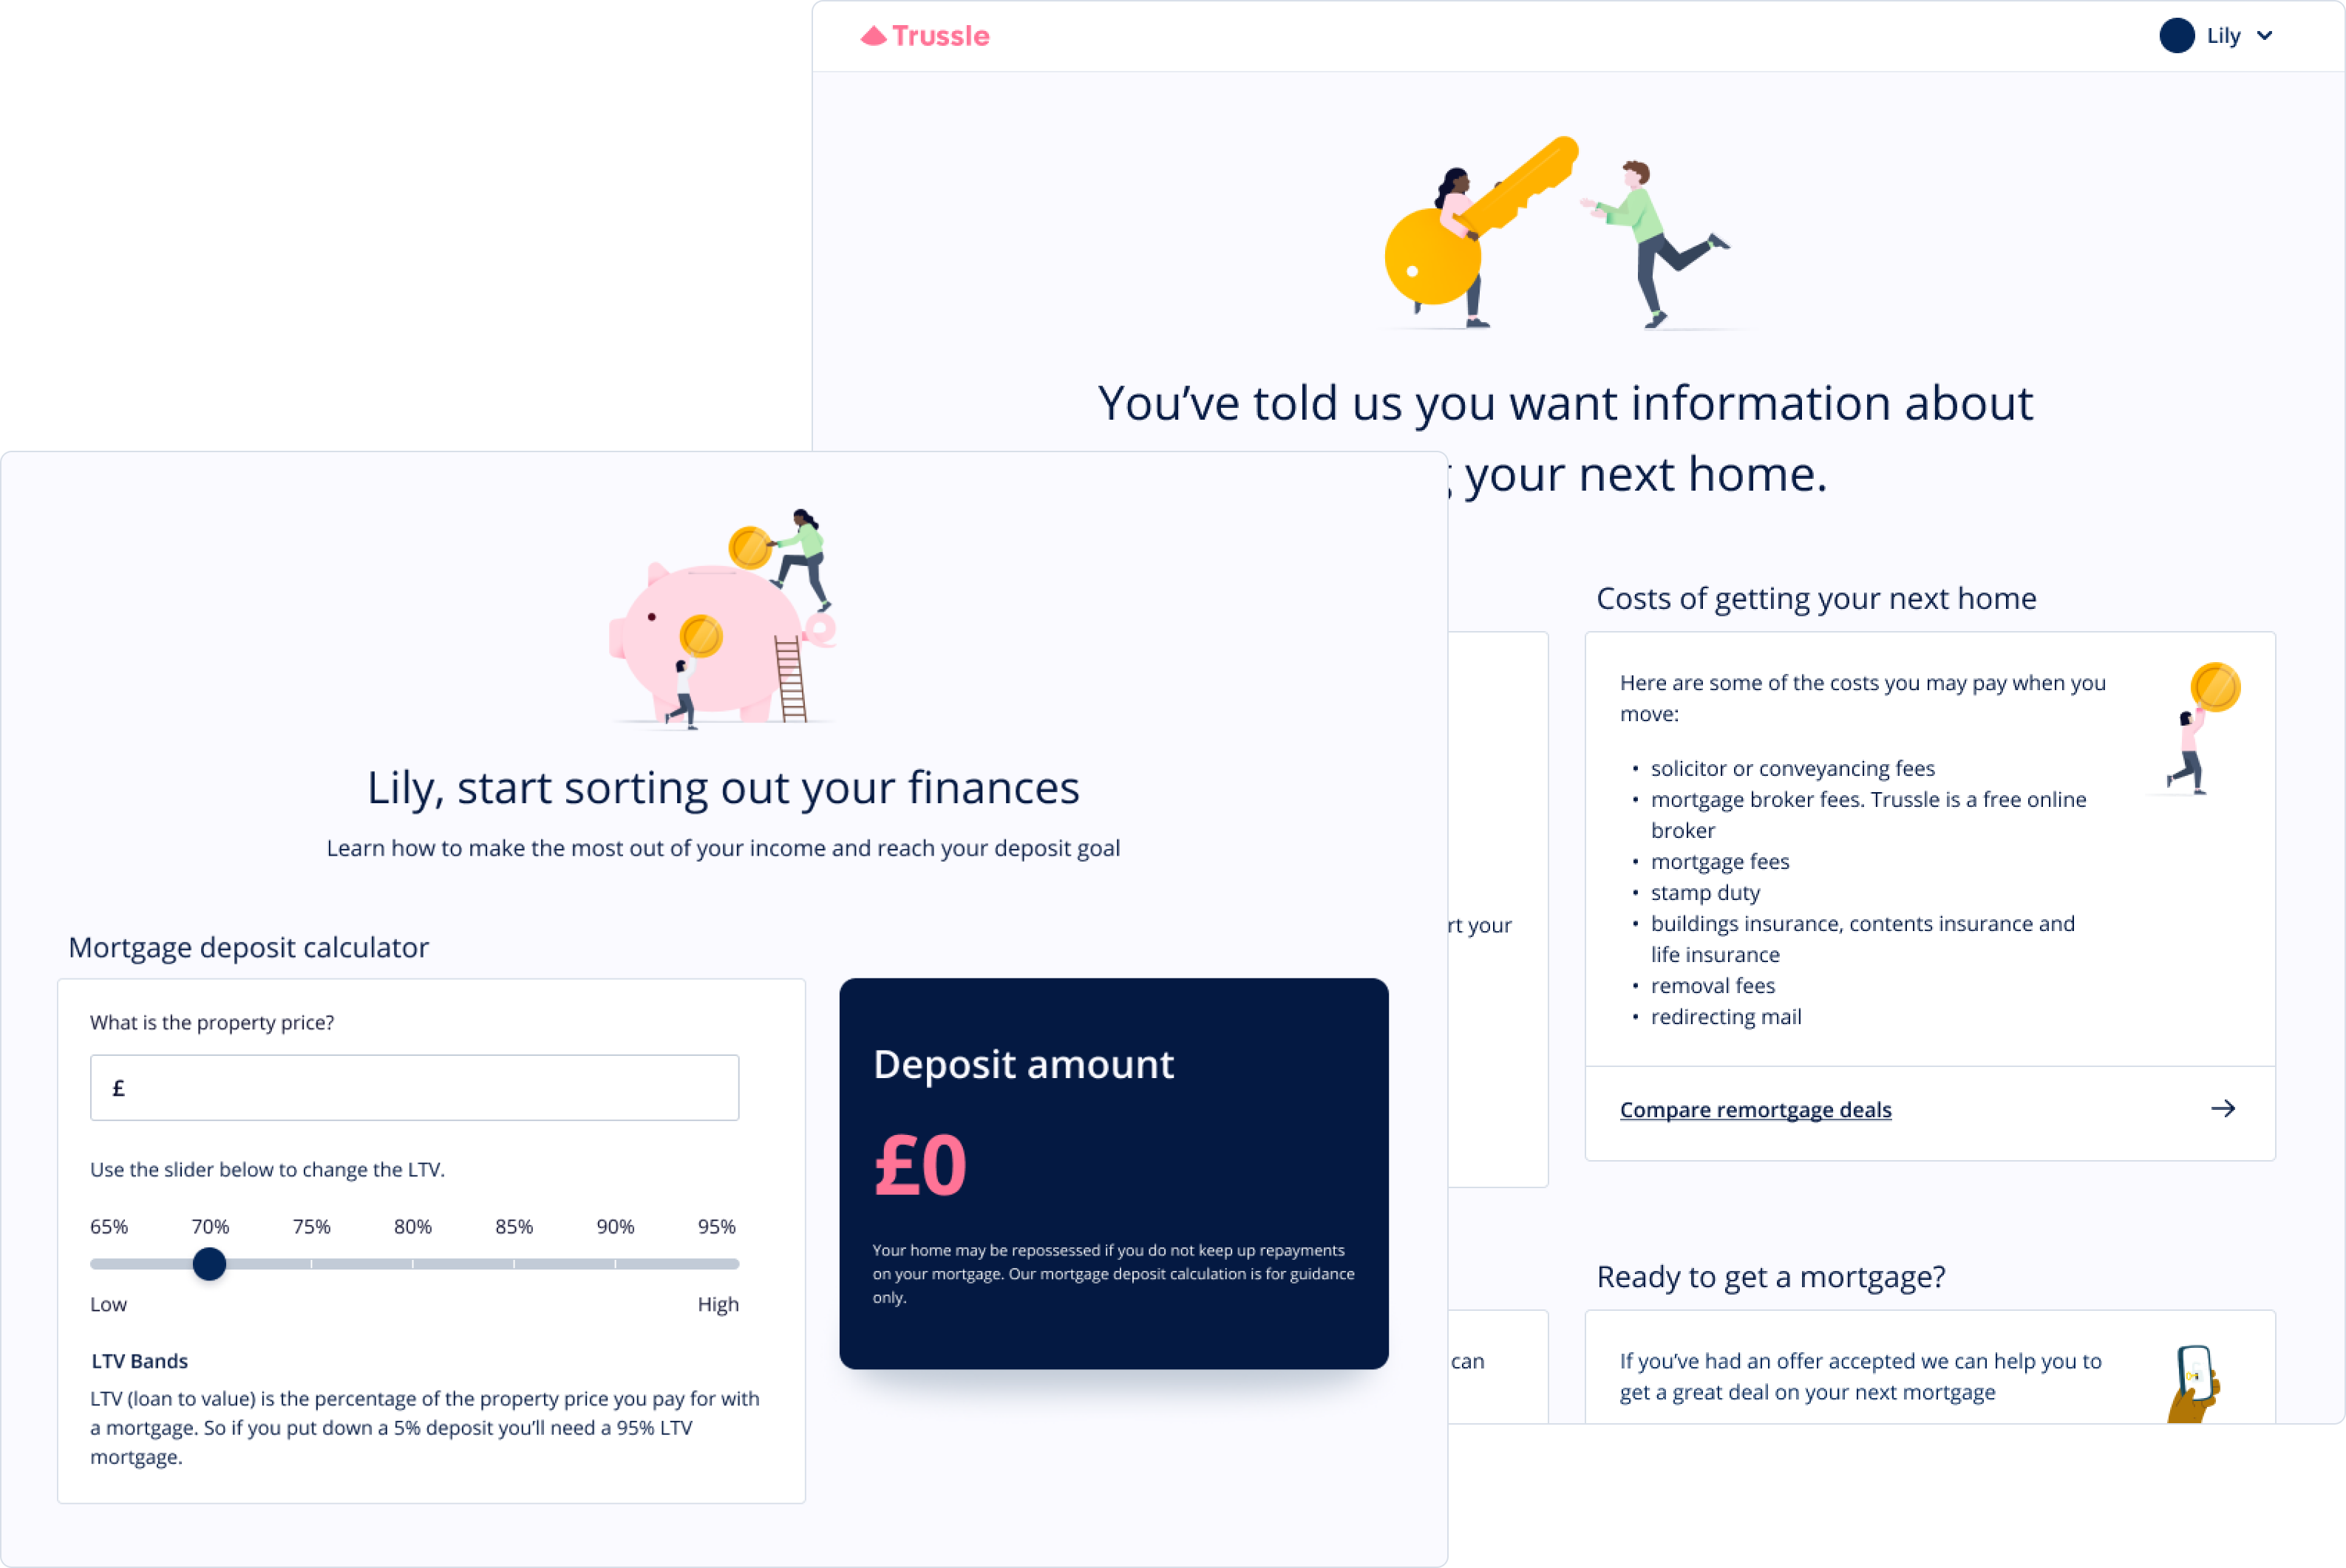 Trussle
Lily
You’ve told us you want information about
your next home.
Costs of getting your next home
Here are some of the costs you may pay when you
move:
• solicitor or conveyancing fees
• mortgage broker fees. Trussle is a free online
broker
• mortgage fees
• stamp duty
• buildings insurance, contents insurance and
life insurance
• removal fees
• redirecting mail
Compare remortgage deals
rt your
Ready to get a mortgage?
can
If you’ve had an offer accepted we can help you to
get a great deal on your next mortgage
Lily, start sorting out your finances
Learn how to make the most out of your income and reach your deposit goal
Mortgage deposit calculator
What is the property price?
£
Use the slider below to change the LTV.
65% 70% 75% 80% 85% 90% 95%
Low High
LTV Bands
LTV (loan to value) is the percentage of the property price you pay for with
a mortgage. So if you put down a 5% deposit you’ll need a 95% LTV
mortgage.
Deposit amount
£0
Your home may be repossessed if you do not keep up repayments
on your mortgage. Our mortgage deposit calculation is for guidance
only.